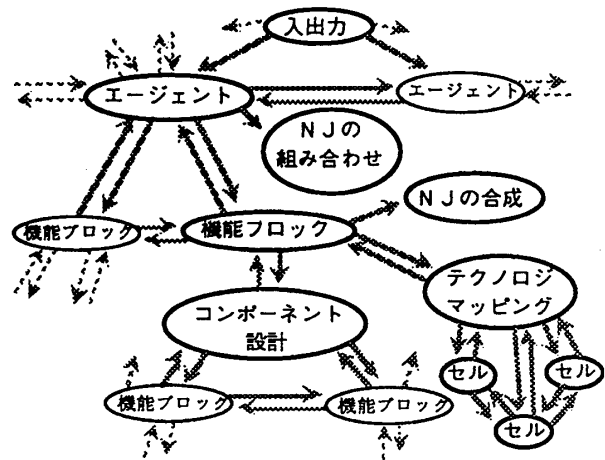 入出力
エージェント
エージェント
ＮＪの
組み合わせ
ＮＪの合成
機能ブロック
機能ブロック
テクノロジ
マッピング
コンポーネント
設計
セル
セル
機能ブロック
機能ブロック
セル